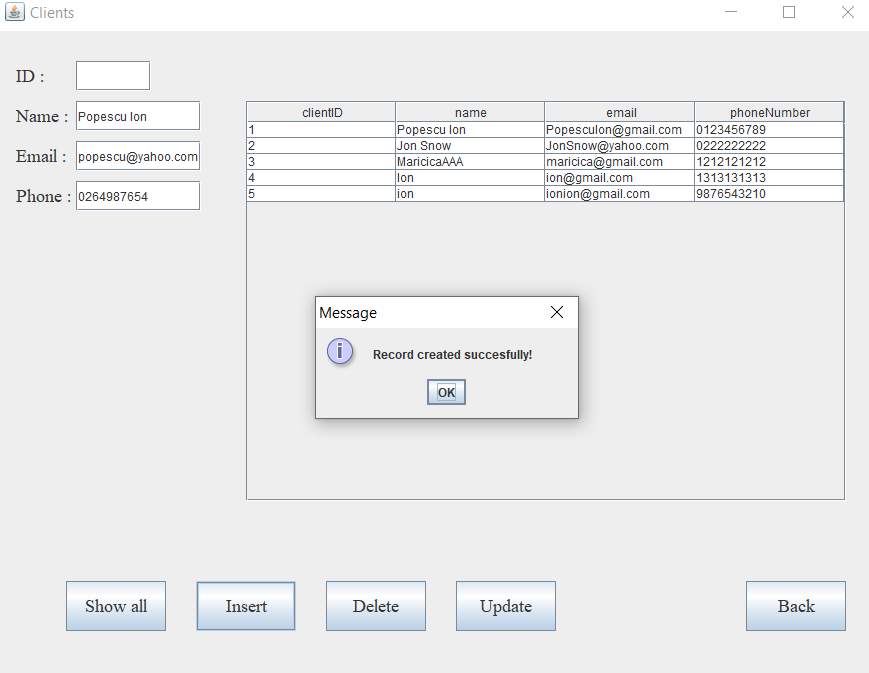 Clients
ID :
Name : Popescu Ion
Email : popescu@yahoo.com
Phone : 0264987654
clientID name email phoneNumber
1 Popescu Ion PopescuIon@gmail.com 0123456789
2 Jon Snow JonSnow@yahoo.com 0222222222
3 MaricicaAAA maricica@gmail.com 1212121212
4 Ion ion@gmail.com 1313131313
5 ion ionion@gmail.com 9876543210
Message
i
Record created succesfully!
OK
Show all Insert Delete Update Back